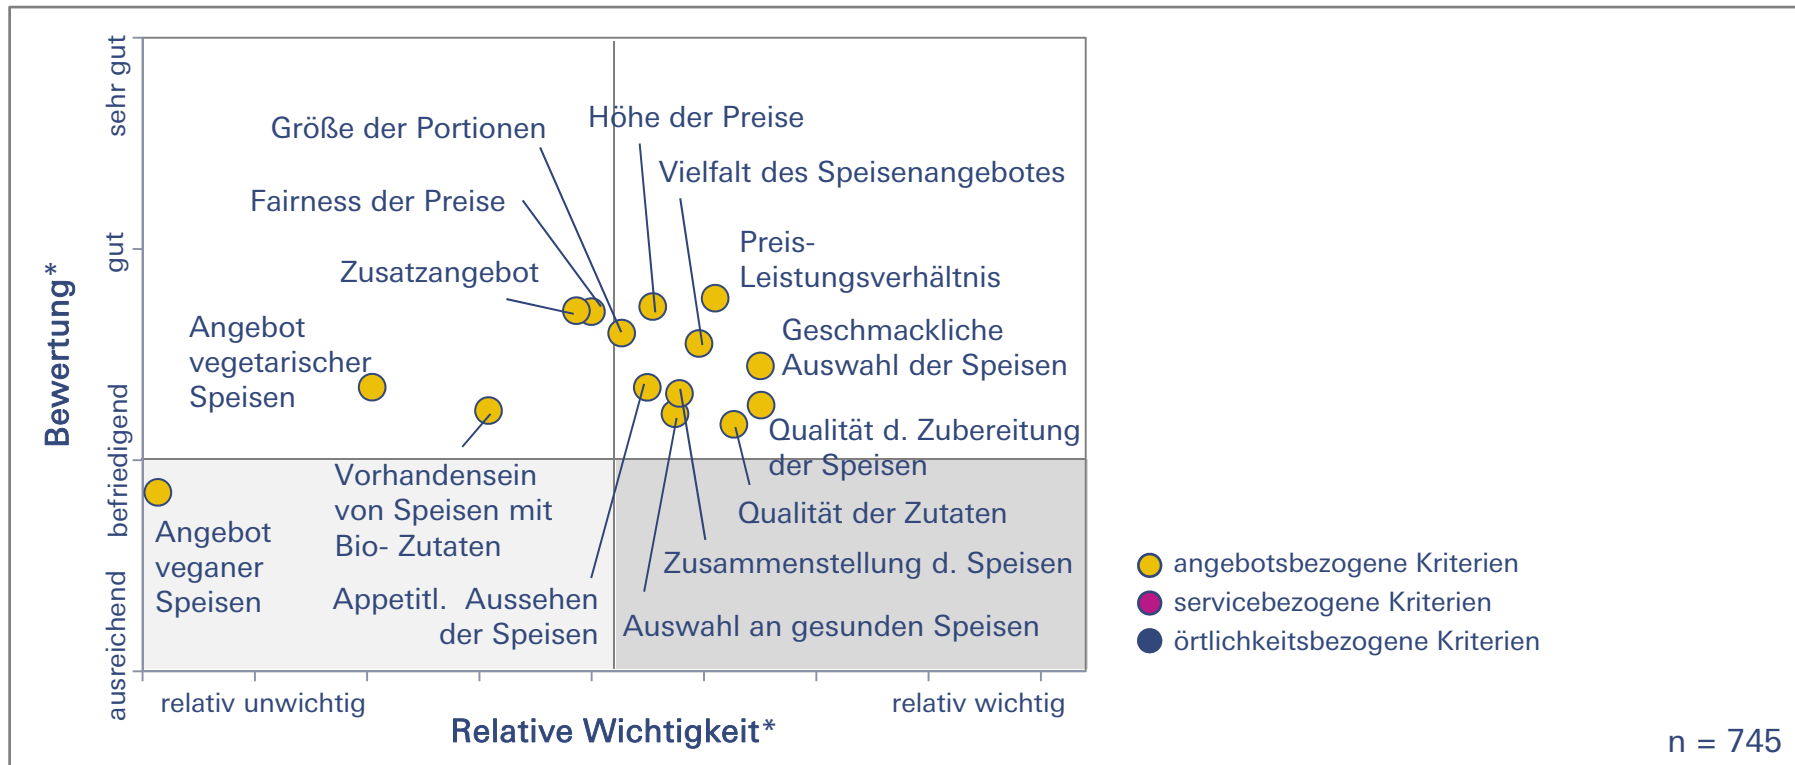 sehr gut
gut
befriedigend
ausreichend
Bewertung*
Größe der Portionen
Höhe der Preise
Vielfalt des Speisenangebotes
Fairness der Preise
Preis-
Leistungsverhältnis
Zusatzangebot
Angebot
vegetarischer
Speisen
Geschmackliche
Auswahl der Speisen
Qualität d. Zubereitung
der Speisen
Vorhandensein
von Speisen mit
Bio- Zutaten
Qualität der Zutaten
Angebot
veganer
Speisen
Zusammenstellung d. Speisen
Appetitl. Aussehen
der Speisen
Auswahl an gesunden Speisen
relativ unwichtig
relativ wichtig
Relative Wichtigkeit*
angebotsbezogene Kriterien
servicebezogene Kriterien
örtlichkeitsbezogene Kriterien
n = 745